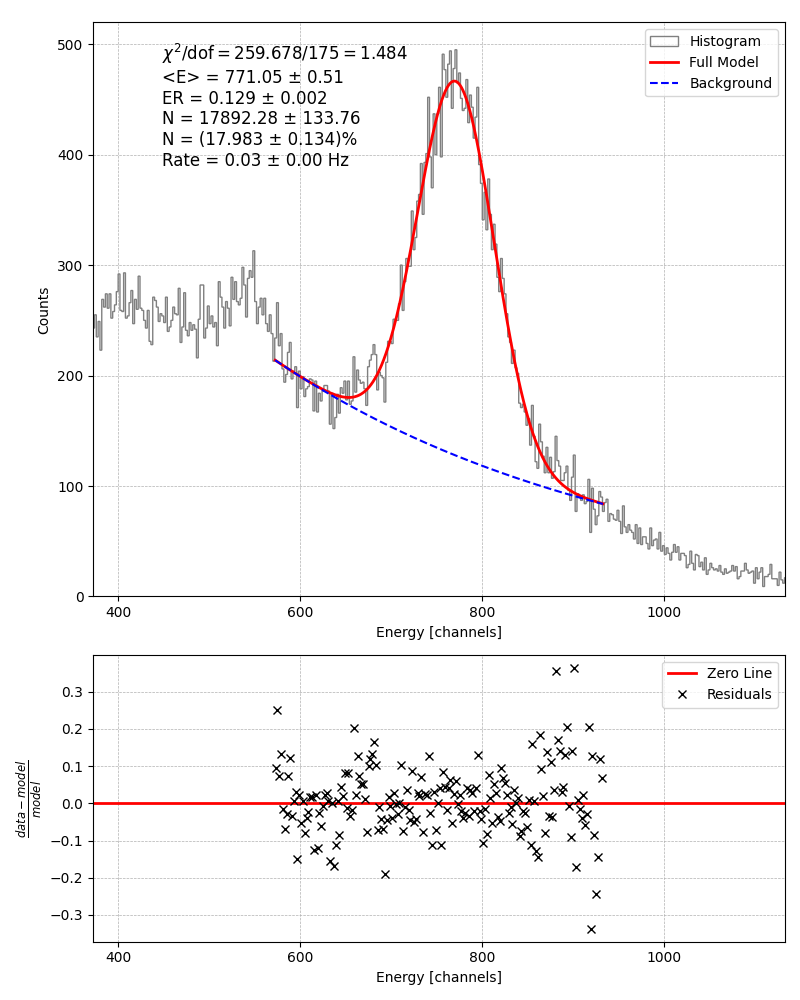 χ²/dof = 259.678/175 = 1.484
<E> = 771.05 ± 0.51
ER = 0.129 ± 0.002
N = 17892.28 ± 133.76
N = (17.983 ± 0.134)%
Rate = 0.03 ± 0.00 Hz
Histogram
Full Model
Background
500
400
300
200
100
0
Counts
400 600 800 1000
Energy [channels]
Zero Line
Residuals
0.3
0.2
0.1
0.0
−0.1
−0.2
−0.3
data − model
model
400 600 800 1000
Energy [channels]